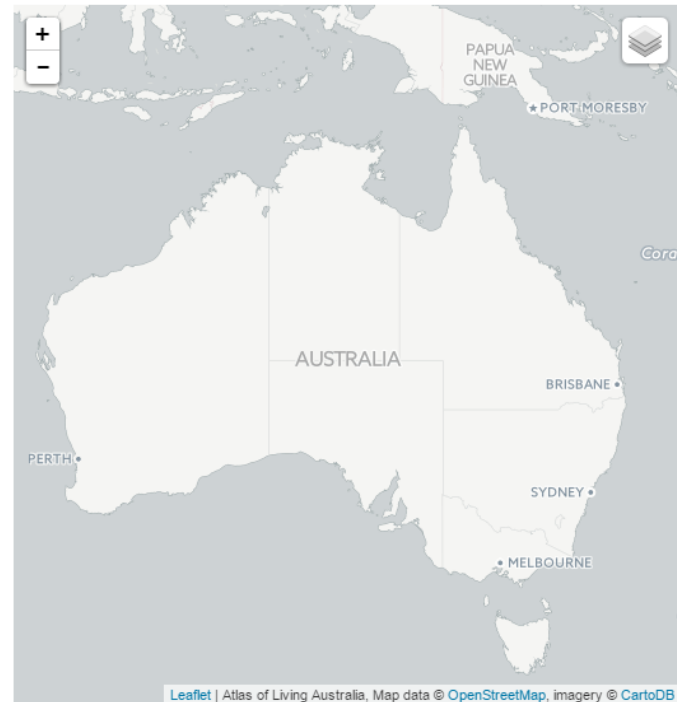 +
−
PAPUA
NEW
GUINEA
★PORT MORESBY
Cora
AUSTRALIA
BRISBANE
PERTH
SYDNEY
MELBOURNE
Leaflet | Atlas of Living Australia, Map data © OpenStreetMap, imagery © CartoDB